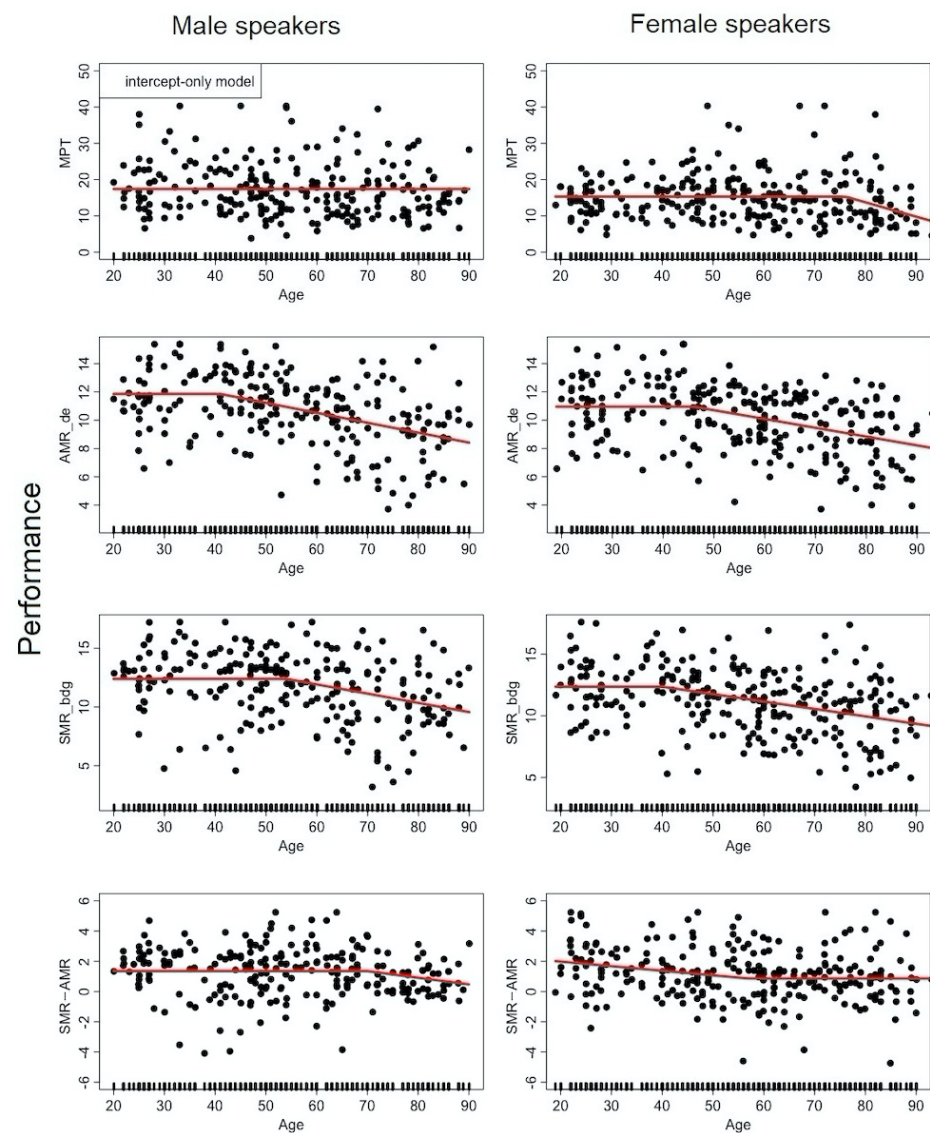 Male speakers
Female speakers
Performance
intercept-only model
MPT
0 10 20 30 40 50
20 30 40 50 60 70 80 90
Age
MPT
0 10 20 30 40 50
20 30 40 50 60 70 80 90
Age
AMR_de
4 6 8 10 12 14
20 30 40 50 60 70 80 90
Age
AMR_de
4 6 8 10 12 14
20 30 40 50 60 70 80 90
Age
SMR_bdg
5 10 15
20 30 40 50 60 70 80 90
Age
SMR_bdg
5 10 15
20 30 40 50 60 70 80 90
Age
SMR−AMR
-6 -4 -2 0 2 4 6
20 30 40 50 60 70 80 90
Age
SMR−AMR
-6 -4 -2 0 2 4 6
20 30 40 50 60 70 80 90
Age